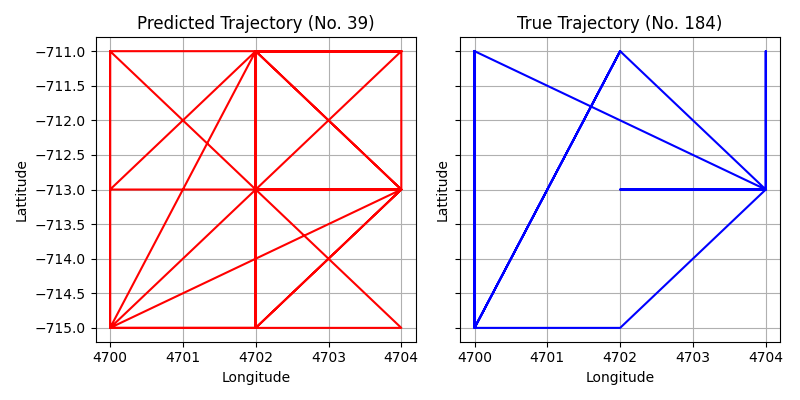 Predicted Trajectory (No. 39)
Lattitude
−711.0
−711.5
−712.0
−712.5
−713.0
−713.5
−714.0
−714.5
−715.0
4700 4701 4702 4703 4704
Longitude
True Trajectory (No. 184)
Lattitude
4700 4701 4702 4703 4704
Longitude